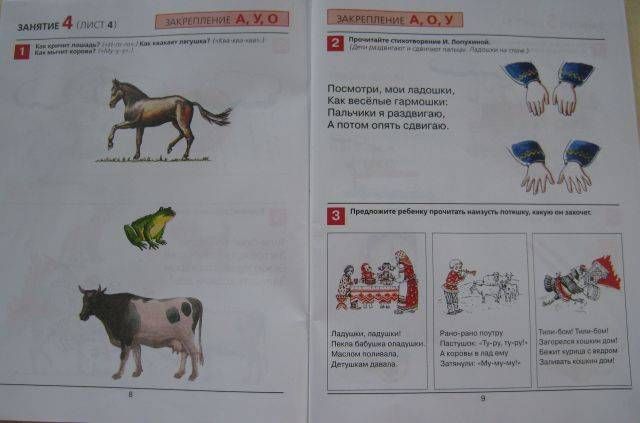 ЗАНЯТИЕ 4 (ЛИСТ 4)
ЗАКРЕПЛЕНИЕ А, У, О
1 Как кричит лошадь? («И-го-го».) Как квакает лягушка? («Ква-ква-ква».)
Как мычит корова? («Му-у-у».)
8
ЗАКРЕПЛЕНИЕ А, О, У
2 Прочитайте стихотворение И. Лопухиной.
(Дети раздвигают и сдвигают пальцы. Ладошки на столе.)
Посмотри, мои ладошки,
Как весёлые гармошки:
Пальчики я раздвигаю,
А потом опять сдвигаю.
3 Предложите ребенку прочитать наизусть потешку, какую он захочет.
Ладушки, ладушки!
Пекла бабушка оладушки.
Маслом поливала,
Детушкам давала.
Рано-рано поутру
Пастушок: «Ту-ру, ту-ру!»
А коровы в лад ему
Затянули: «Му-му-му!»
Тили-бом! Тили-бом!
Загорелся кошкин дом!
Бежит курица с ведром
Заливать кошкин дом!
9